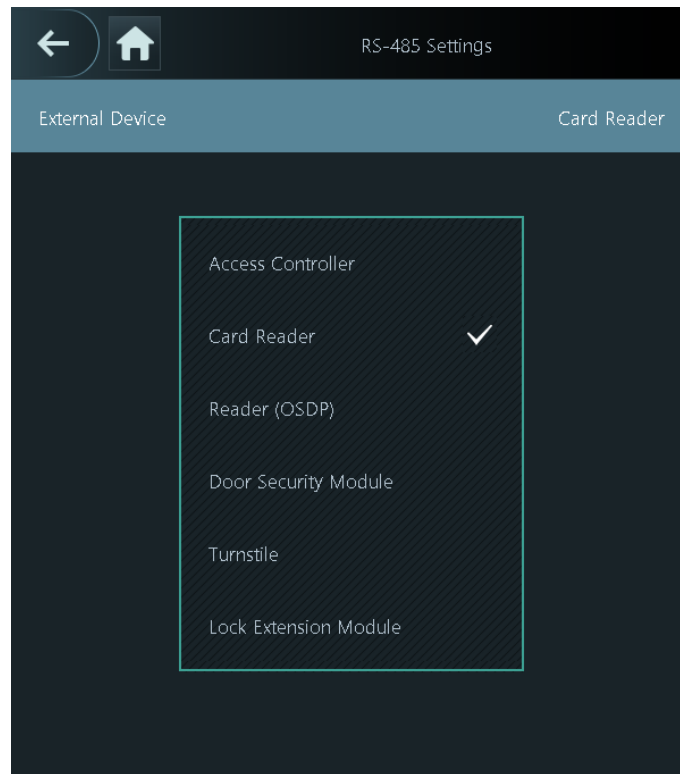 RS-485 Settings
External Device Card Reader
Access Controller
Card Reader
Reader (OSDP)
Door Security Module
Turnstile
Lock Extension Module